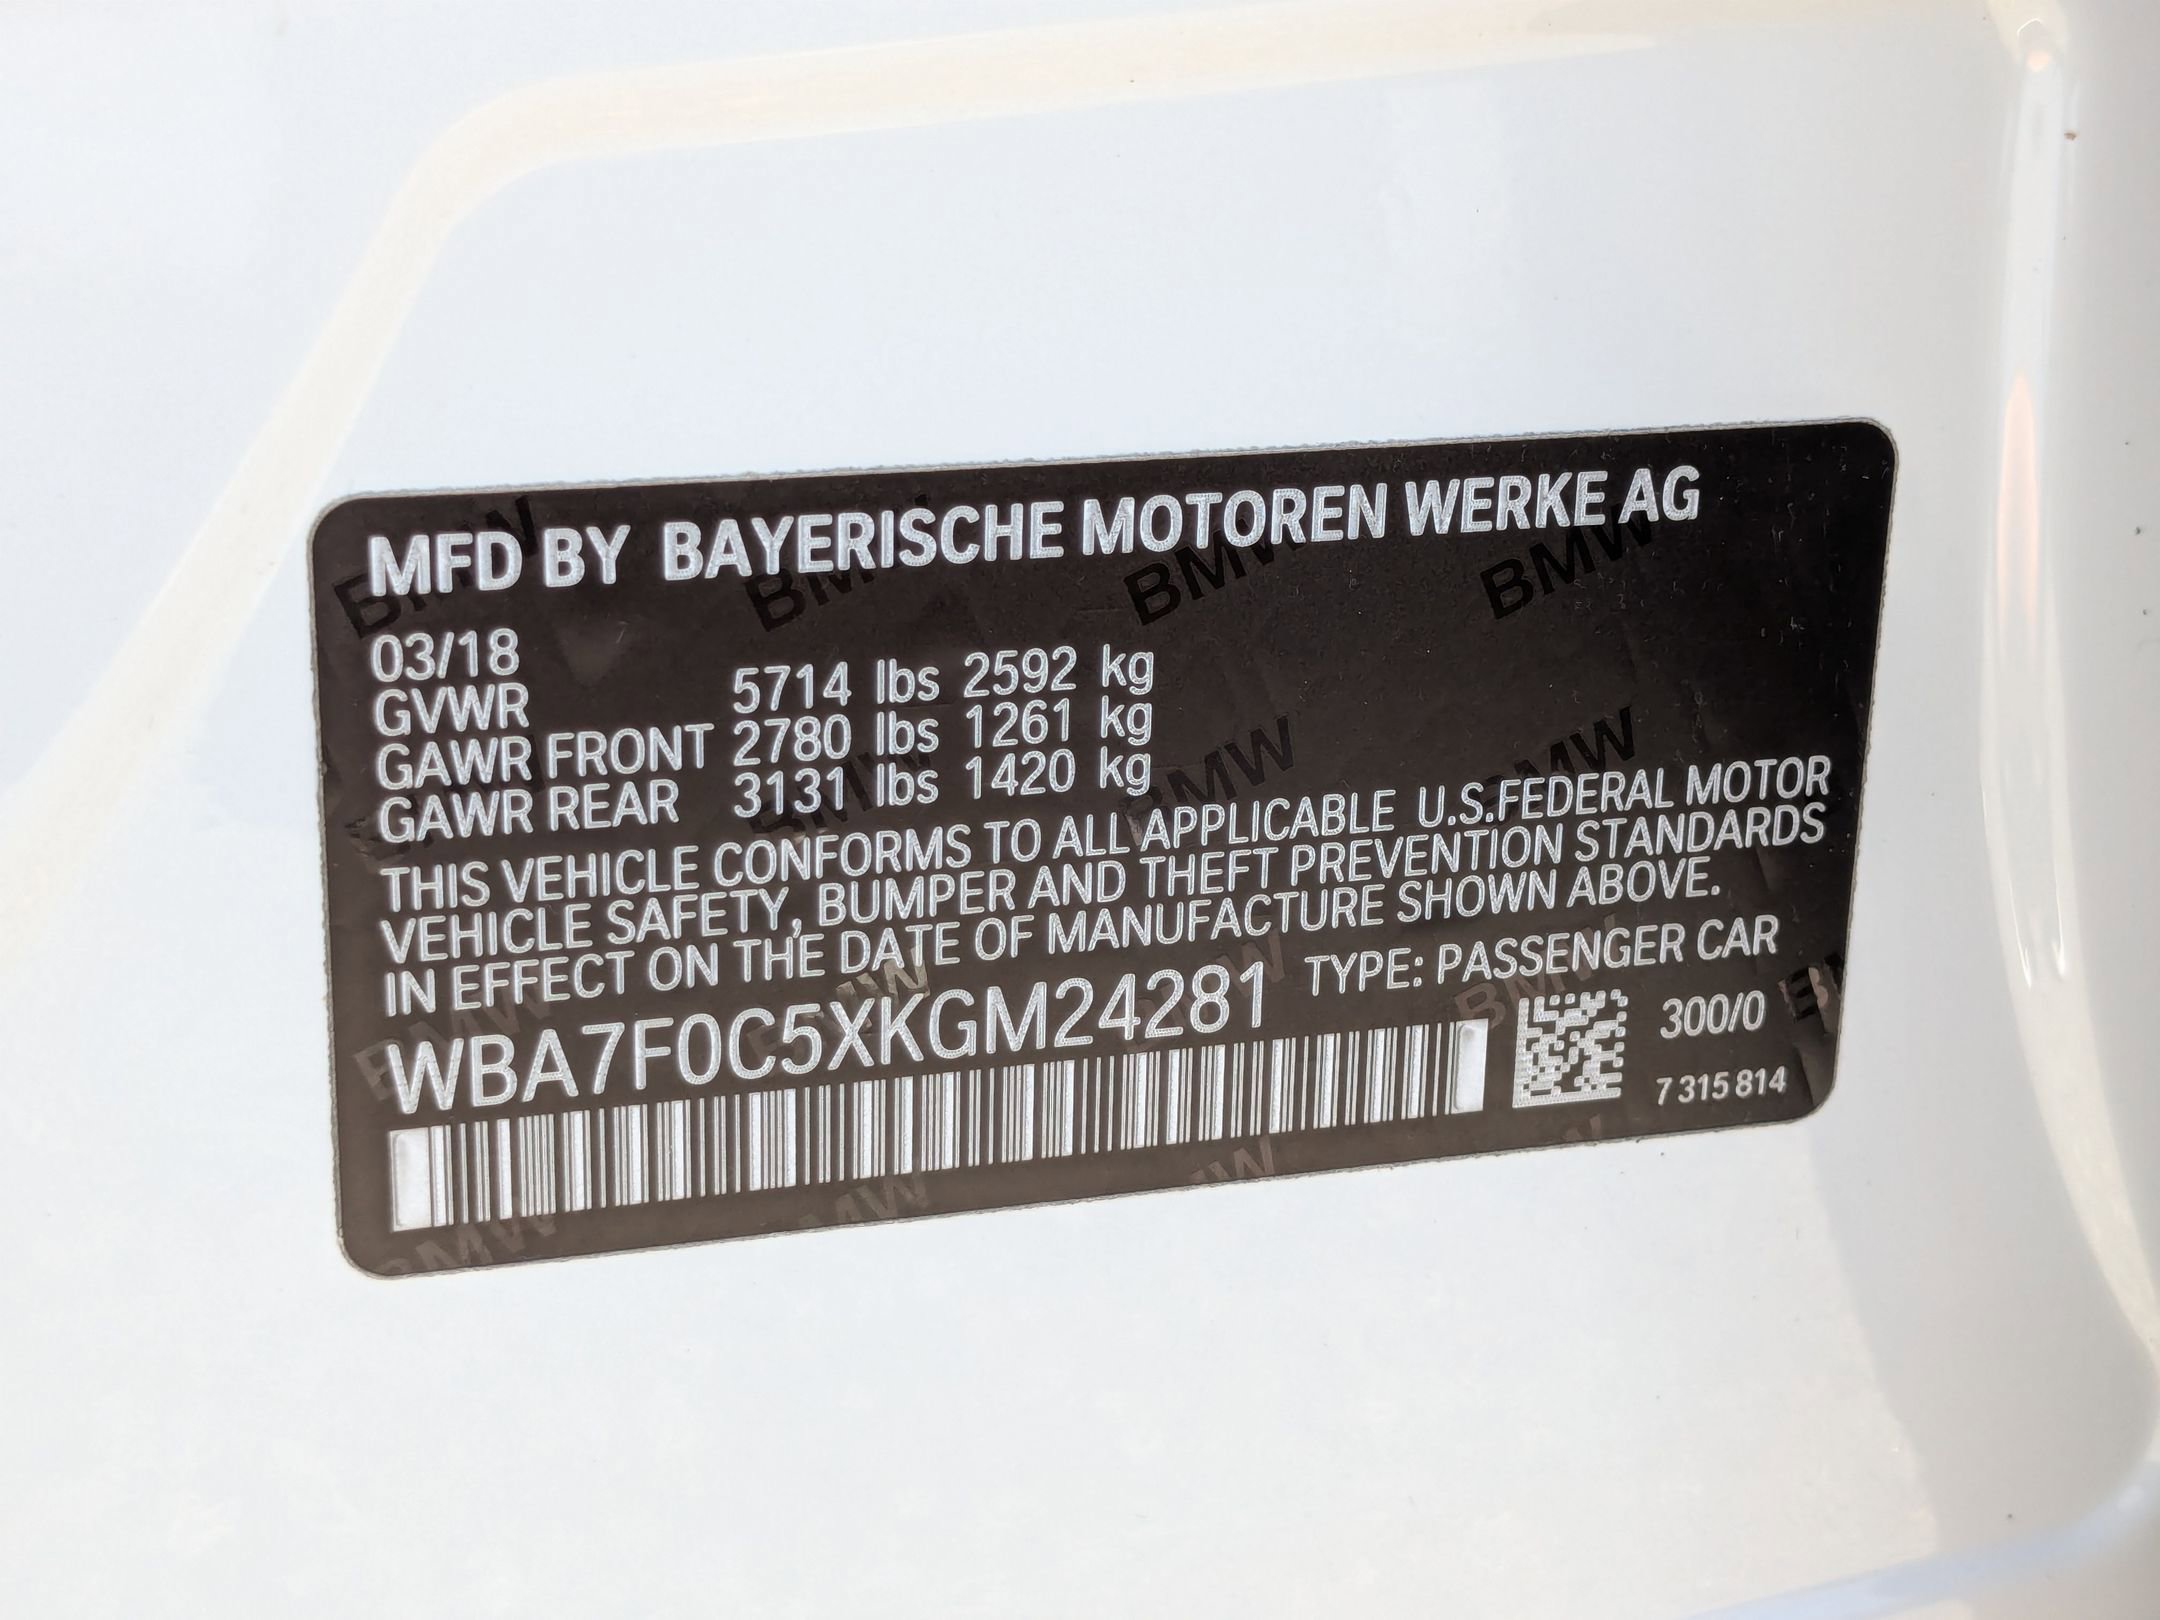 MFD BY BAYERISCHE MOTOREN WERKE AG
03/18
GVWR 5714 lbs 2592 kg
GAWR FRONT 2780 lbs 1261 kg
GAWR REAR 3131 lbs 1420 kg
THIS VEHICLE CONFORMS TO ALL APPLICABLE U.S.FEDERAL MOTOR
VEHICLE SAFETY, BUMPER AND THEFT PREVENTION STANDARDS
IN EFFECT ON THE DATE OF MANUFACTURE SHOWN ABOVE.
WBA7F0C5XKGM24281 TYPE: PASSENGER CAR
300/0
7 315 814